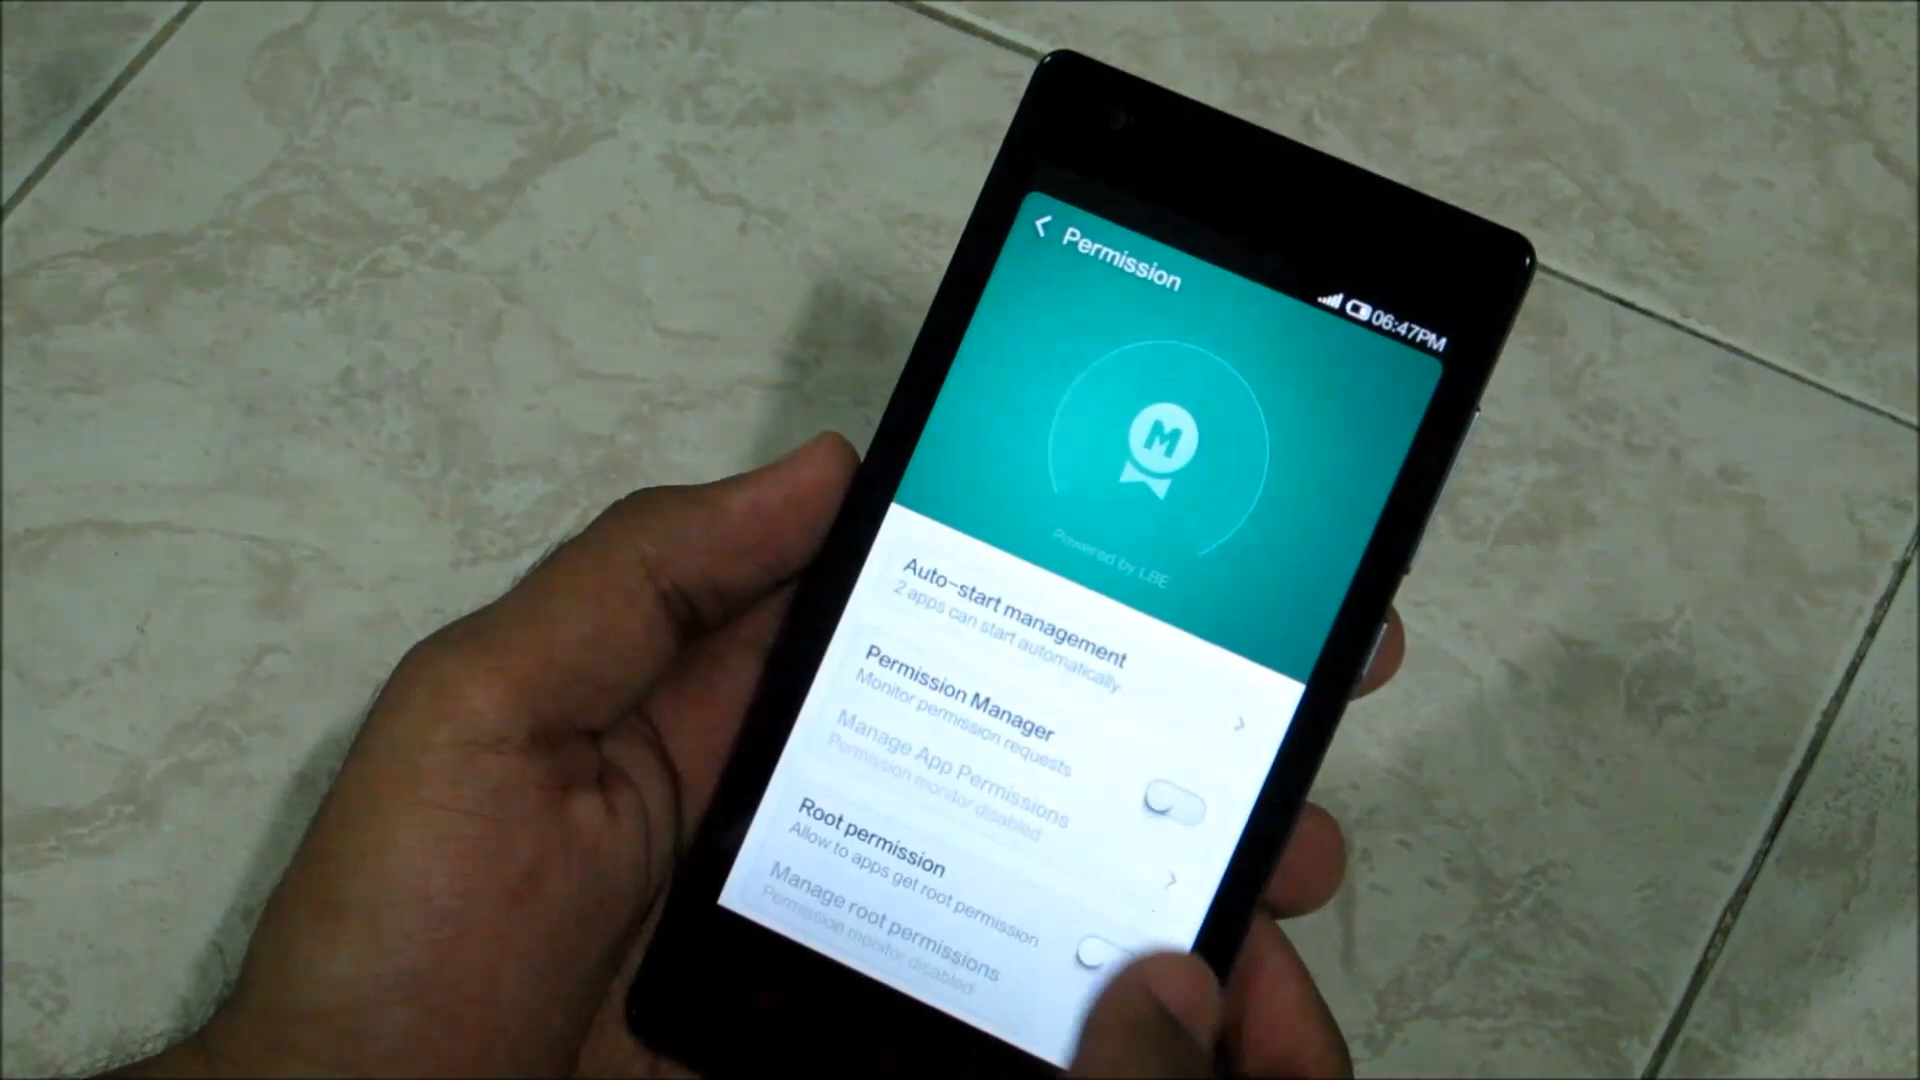 Permission
06:47PM
M
Powered by LBE
Auto-start management
2 apps can start automatically
Permission Manager
Monitor permission requests
Manage App Permissions
Permission monitor disabled
Root permission
Allow to apps get root permission
Manage root permissions
Permission monitor disabled